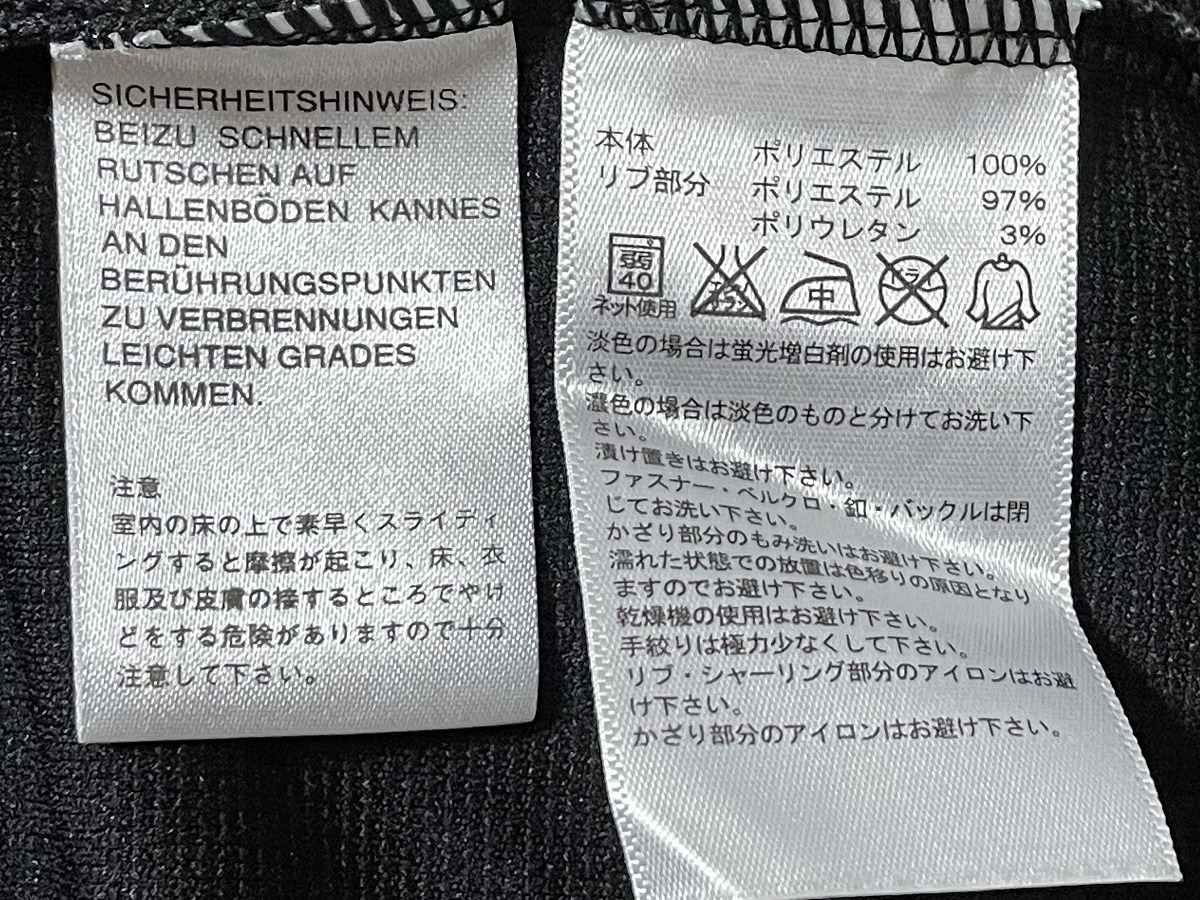 SICHERHEITSHINWEIS:
BEIZU SCHNELLEM
RUTSCHEN AUF
HALLENBÖDEN KANNES
AN DEN
BERÜHRUNGSPUNKTEN
ZU VERBRENNUNGEN
LEICHTEN GRADES
KOMMEN.
注意
室内の床の上で素早くスライディ
ングすると摩擦が起こり、床、衣
服及び皮膚の接するところでやけ
どをする危険がありますので十分
注意して下さい。
本体 ポリエステル 100%
リブ部分 ポリエステル 97%
ポリウレタン 3%
弱
40
エンソ
サラシ
中
ドライ
ネット使用
淡色の場合は蛍光増白剤の使用はお避け下
さい。
濃色の場合は淡色のものと分けてお洗い下
さい。
漬け置きはお避け下さい。
ファスナー・ベルクロ・釦・バックルは閉
じてお洗い下さい。
かざり部分のもみ洗いはお避け下さい。
濡れた状態での放置は色移りの原因となり
ますのでお避け下さい。
乾燥機の使用はお避け下さい。
手絞りは極力少なくして下さい。
リブ・シャーリング部分のアイロンはお避
け下さい。
かざり部分のアイロンはお避け下さい。